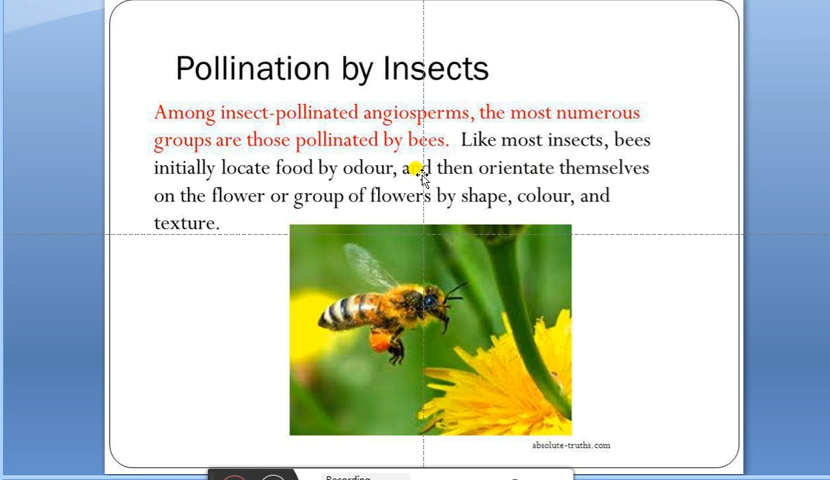 Pollination by Insects
Among insect-pollinated angiosperms, the most numerous
groups are those pollinated by bees. Like most insects, bees
initially locate food by odour, and then orientate themselves
on the flower or group of flowers by shape, colour, and
texture.
absolute-truths.com
Recording